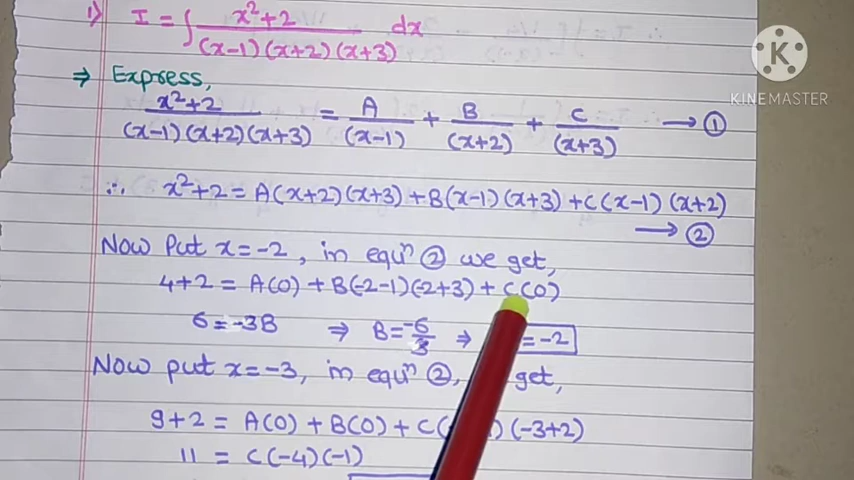 1) I = ∫ x²+2 / (x-1)(x+2)(x+3) dx
KINEMASTER
⇒ Express,
x²+2 / (x-1)(x+2)(x+3) = A / (x-1) + B / (x+2) + C / (x+3) → ①
∴ x²+2 = A(x+2)(x+3) + B(x-1)(x+3) + C(x-1)(x+2)
→ ②
Now Put x = -2, in equⁿ ② we get,
4+2 = A(0) + B(-2-1)(-2+3) + C(0)
6 = -3B ⇒ B = -6/3 ⇒ = -2
Now put x = -3, in equⁿ ②, get,
9+2 = A(0) + B(0) + C( (-3+2)
11 = C(-4)(-1)